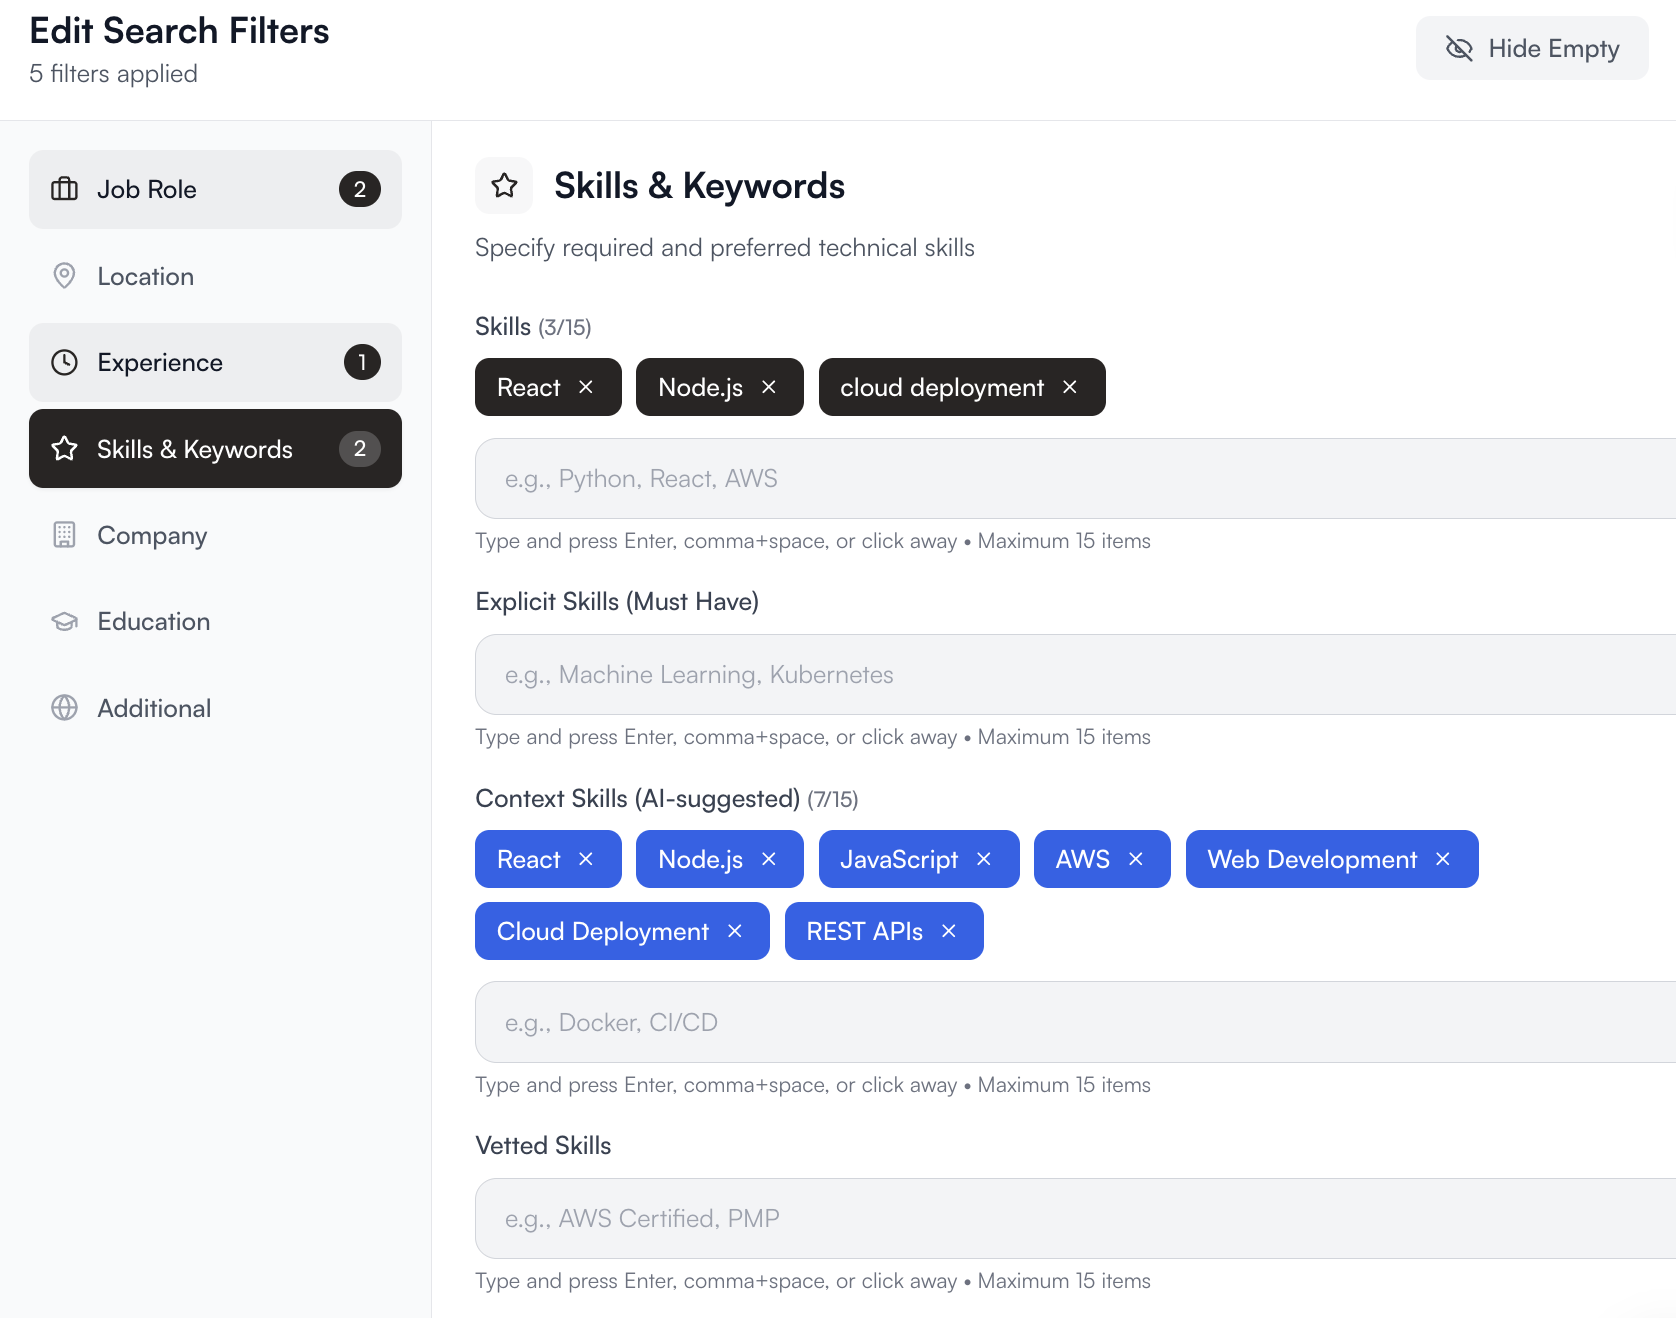 Edit Search Filters
5 filters applied
Hide Empty
Job Role 2
Location
Experience 1
Skills & Keywords 2
Company
Education
Additional
Skills & Keywords
Specify required and preferred technical skills
Skills (3/15)
React × Node.js × cloud deployment ×
e.g., Python, React, AWS
Type and press Enter, comma+space, or click away • Maximum 15 items
Explicit Skills (Must Have)
e.g., Machine Learning, Kubernetes
Type and press Enter, comma+space, or click away • Maximum 15 items
Context Skills (AI-suggested) (7/15)
React × Node.js × JavaScript × AWS × Web Development ×
Cloud Deployment × REST APIs ×
e.g., Docker, CI/CD
Type and press Enter, comma+space, or click away • Maximum 15 items
Vetted Skills
e.g., AWS Certified, PMP
Type and press Enter, comma+space, or click away • Maximum 15 items